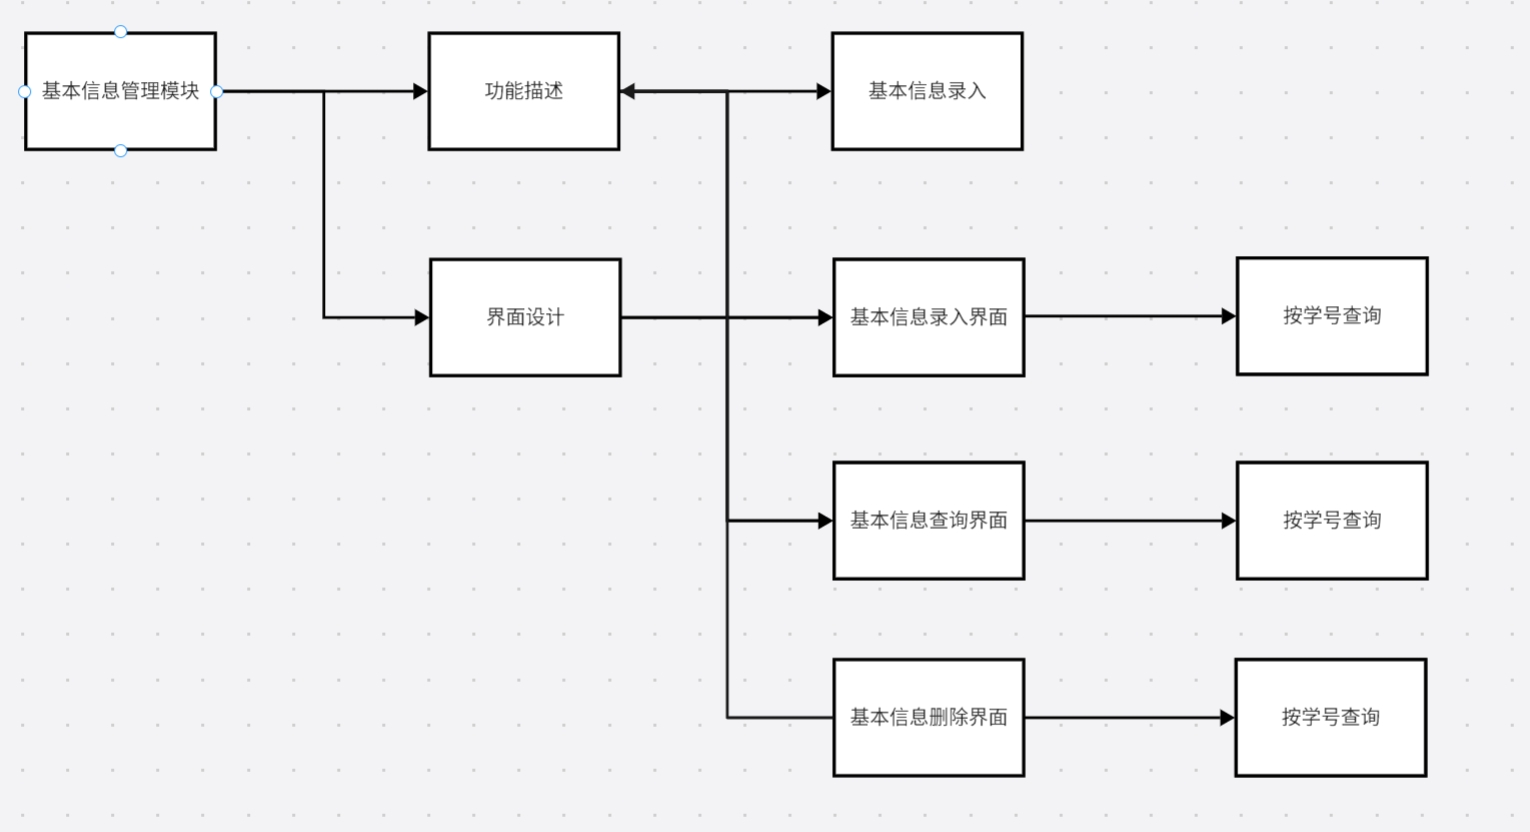 基本信息管理模块
功能描述
基本信息录入
界面设计
基本信息录入界面
按学号查询
基本信息查询界面
按学号查询
基本信息删除界面
按学号查询